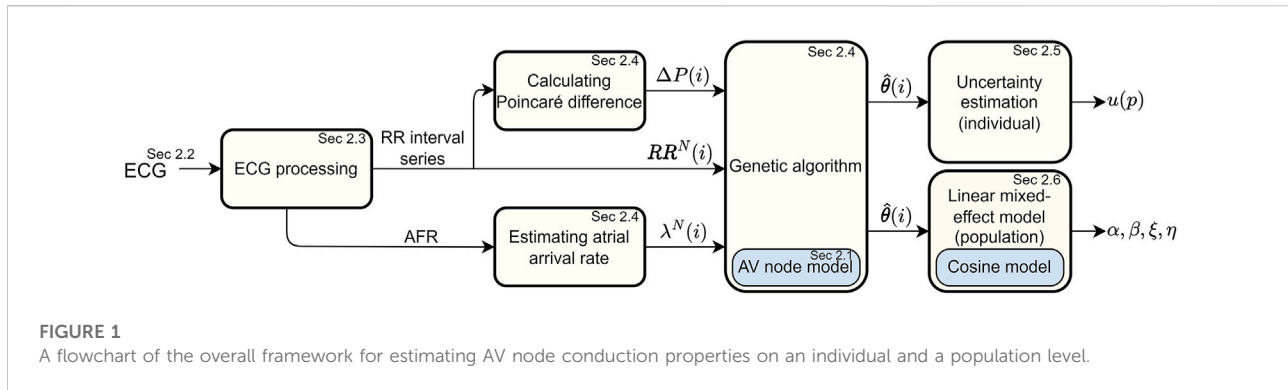 Sec 2.2
ECG
Sec 2.3
ECG processing
RR interval
series
AFR
Sec 2.4
Calculating
Poincaré difference
ΔP(i)
RR^N(i)
Sec 2.4
Estimating atrial
arrival rate
λ^N(i)
Sec 2.4
Genetic algorithm
Sec 2.1
AV node model
θ̂(i)
Sec 2.5
Uncertainty
estimation
(individual)
u(p)
θ̂(i)
Sec 2.6
Linear mixed-
effect model
(population)
Cosine model
α, β, ξ, η
FIGURE 1
A flowchart of the overall framework for estimating AV node conduction properties on an individual and a population level.